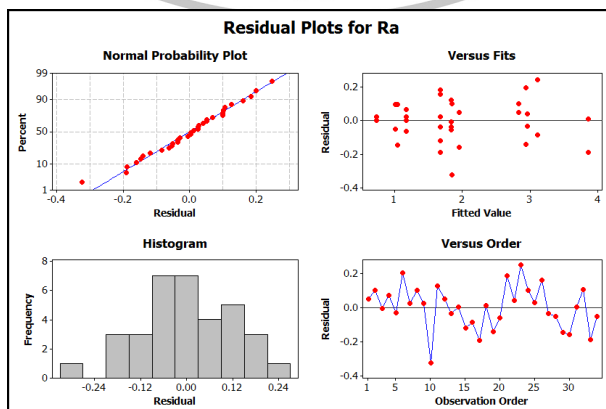 Residual Plots for Ra
Normal Probability Plot
Versus Fits
99
90
50
10
1
Percent
-0.4 -0.2 0.0 0.2 0.4
Residual
0.2
0.0
-0.2
-0.4
Residual
1 2 3 4
Fitted Value
Histogram
Versus Order
8
6
4
2
0
Frequency
-0.24 -0.12 0.00 0.12 0.24
Residual
0.2
0.0
-0.2
-0.4
Residual
1 5 10 15 20 25 30
Observation Order